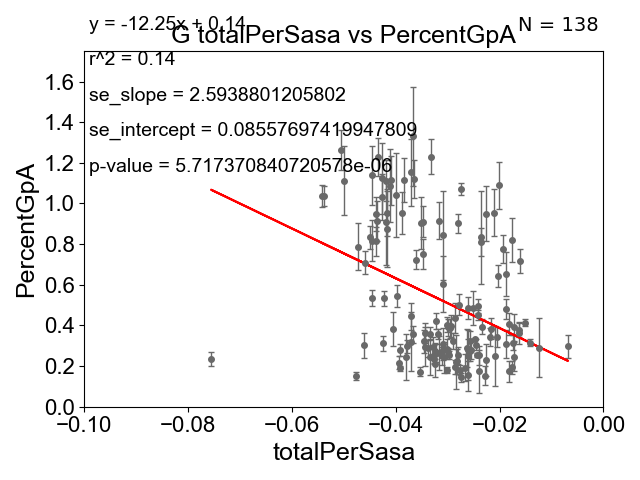 y = -12.25x + 0.14
N = 138
G totalPerSasa vs PercentGpA
r^2 = 0.14
se_slope = 2.5938801205802
se_intercept = 0.08557697419947809
p-value = 5.717370840720578e-06
PercentGpA
1.6
1.4
1.2
1.0
0.8
0.6
0.4
0.2
0.0
−0.10
−0.08
−0.06
−0.04
−0.02
0.00
totalPerSasa